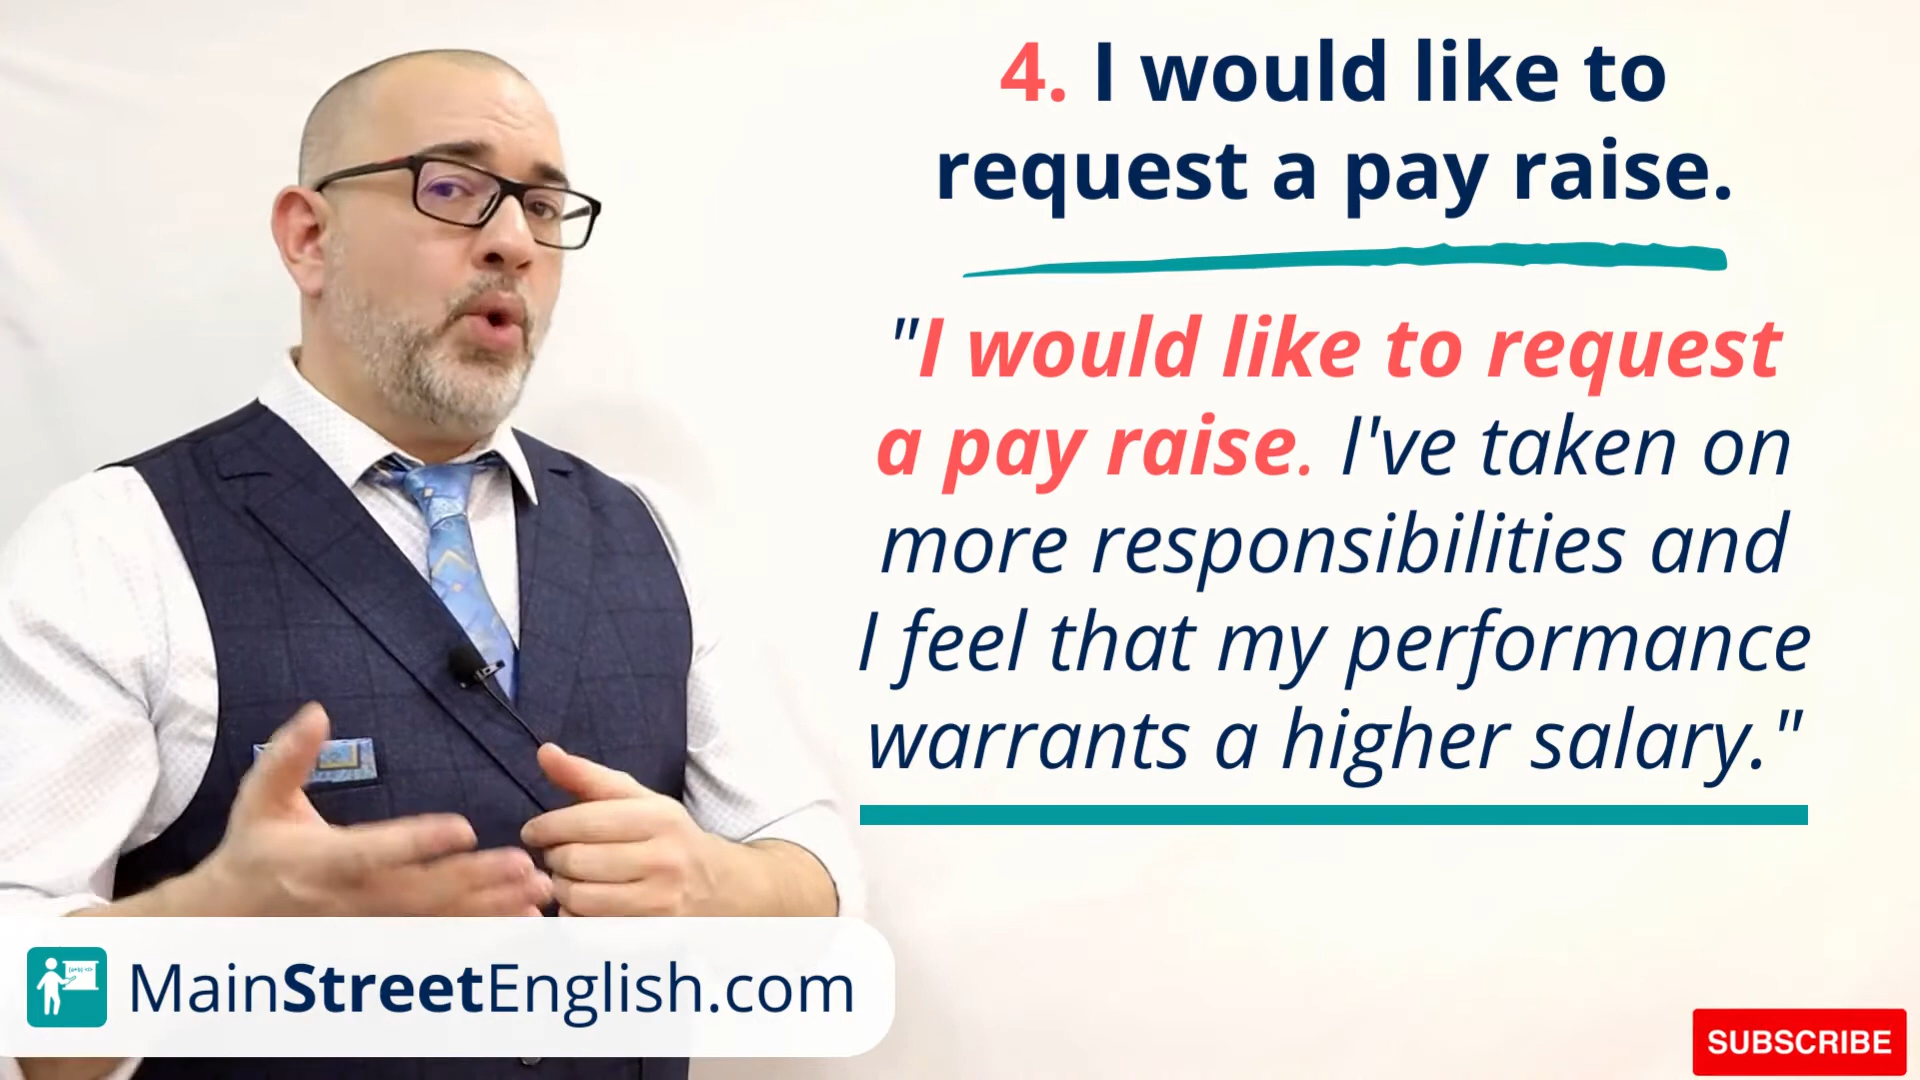 4. I would like to
request a pay raise.
"I would like to request
a pay raise. I've taken on
more responsibilities and
I feel that my performance
warrants a higher salary."
MainStreetEnglish.com
SUBSCRIBE